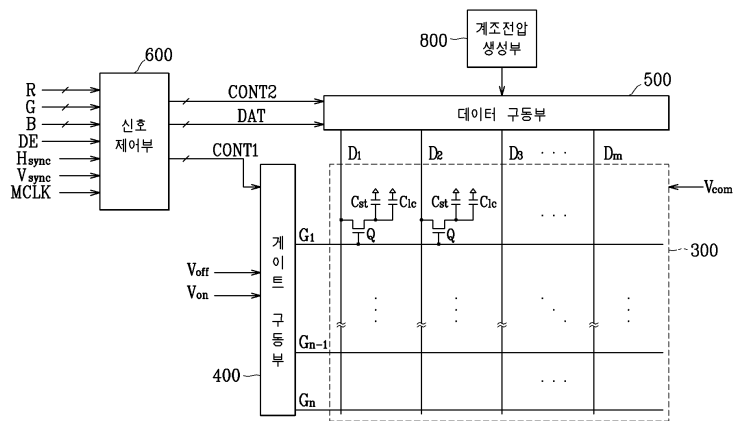 계조전압
생성부
800
600
500
R
G
B
DE
Hsync
Vsync
MCLK
신호
제어부
CONT2
DAT
CONT1
데이터 구동부
D1 D2 D3 · · · Dm
Vcom
Cst Clc Cst Clc
· · ·
Q Q
G1
300
게이트 구동부
Voff
Von
Gn-1
400
Gn
· · ·